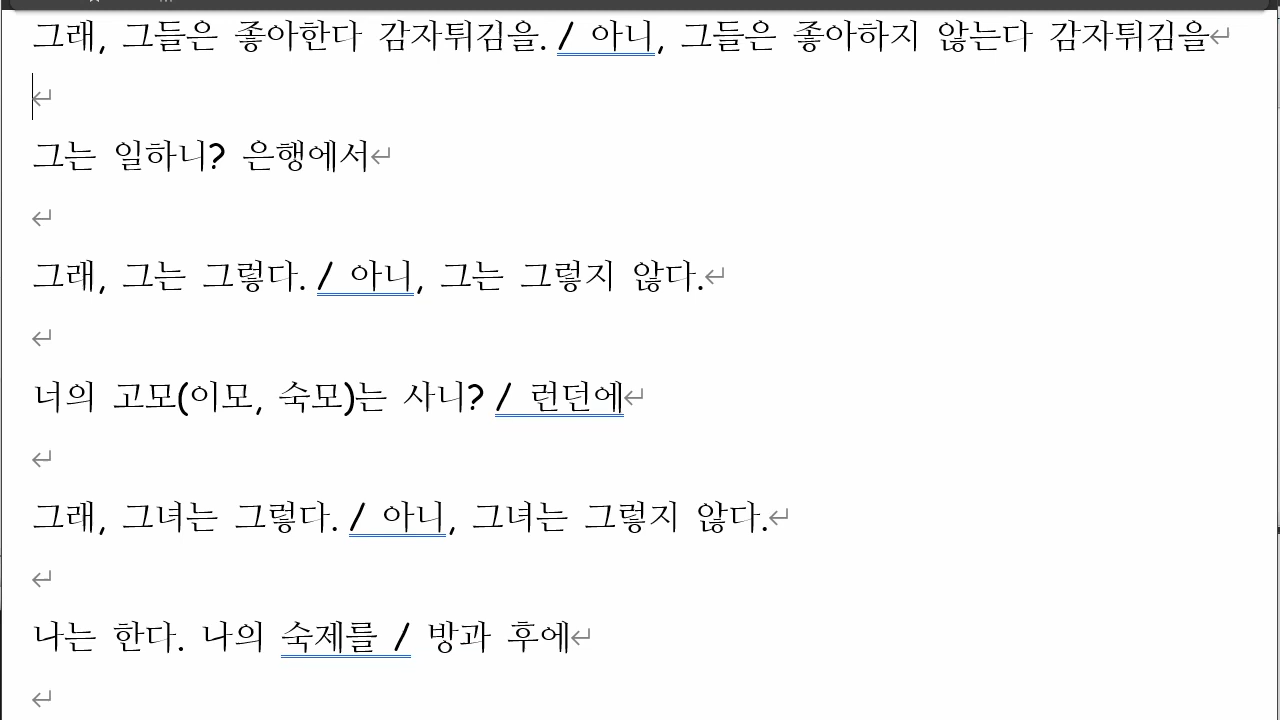 그래, 그들은 좋아한다 감자튀김을. / 아니, 그들은 좋아하지 않는다 감자튀김을
그는 일하니? 은행에서
그래, 그는 그렇다. / 아니, 그는 그렇지 않다.
너의 고모(이모, 숙모)는 사니? / 런던에
그래, 그녀는 그렇다. / 아니, 그녀는 그렇지 않다.
나는 한다. 나의 숙제를 / 방과 후에